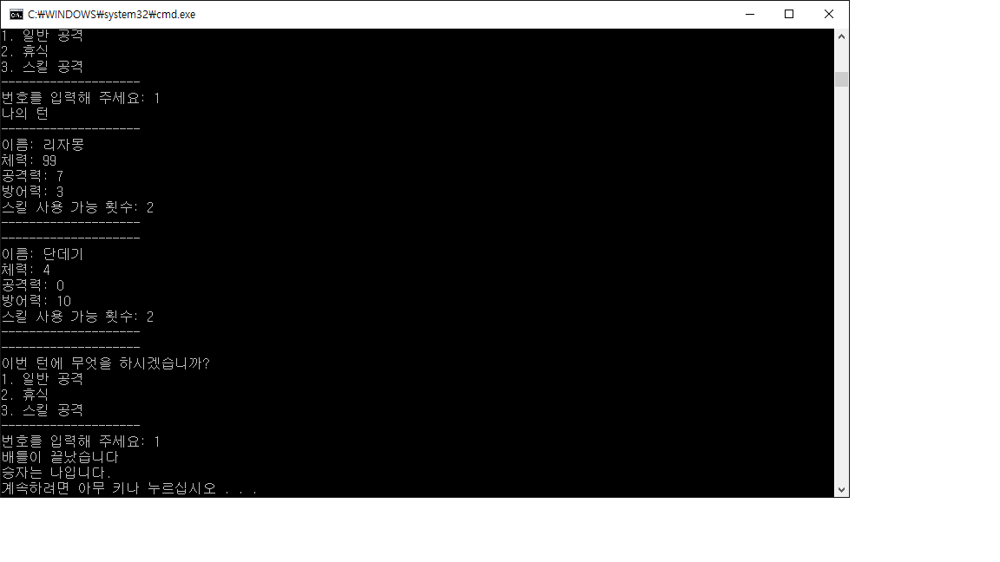 C:\WINDOWS\system32\cmd.exe
1. 일반 공격
2. 휴식
3. 스킬 공격
--------------------
번호를 입력해 주세요: 1
나의 턴
--------------------
이름: 리자몽
체력: 99
공격력: 7
방어력: 3
스킬 사용 가능 횟수: 2
--------------------
--------------------
이름: 단데기
체력: 4
공격력: 0
방어력: 10
스킬 사용 가능 횟수: 2
--------------------
--------------------
이번 턴에 무엇을 하시겠습니까?
1. 일반 공격
2. 휴식
3. 스킬 공격
--------------------
번호를 입력해 주세요: 1
배틀이 끝났습니다
승자는 나입니다.
계속하려면 아무 키나 누르십시오 . . .